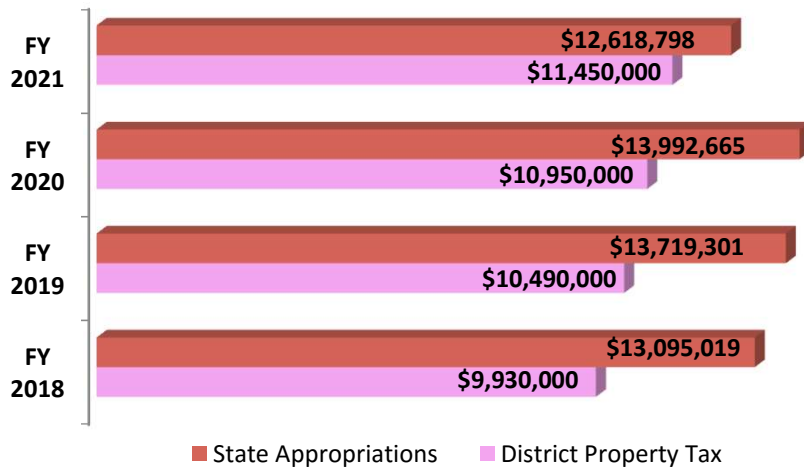 FY
2021
$12,618,798
$11,450,000
FY
2020
$13,992,665
$10,950,000
FY
2019
$13,719,301
$10,490,000
FY
2018
$13,095,019
$9,930,000
State Appropriations
District Property Tax